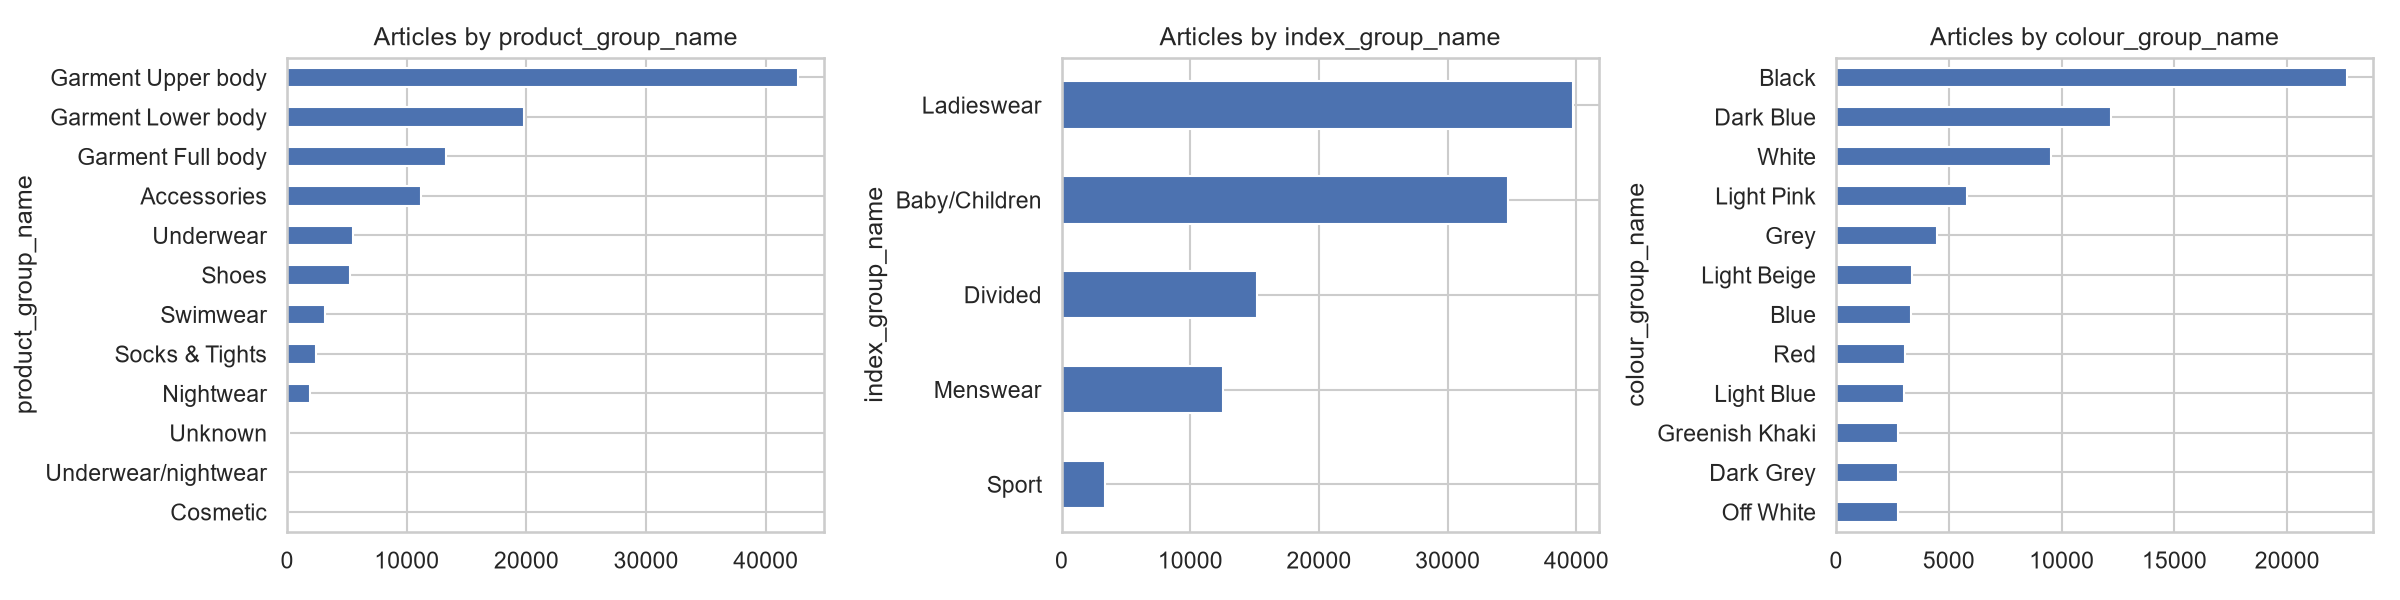 Articles by product_group_name
product_group_name
Garment Upper body
Garment Lower body
Garment Full body
Accessories
Underwear
Shoes
Swimwear
Socks & Tights
Nightwear
Unknown
Underwear/nightwear
Cosmetic
0 10000 20000 30000 40000
Articles by index_group_name
index_group_name
Ladieswear
Baby/Children
Divided
Menswear
Sport
0 10000 20000 30000 40000
Articles by colour_group_name
colour_group_name
Black
Dark Blue
White
Light Pink
Grey
Light Beige
Blue
Red
Light Blue
Greenish Khaki
Dark Grey
Off White
0 5000 10000 15000 20000